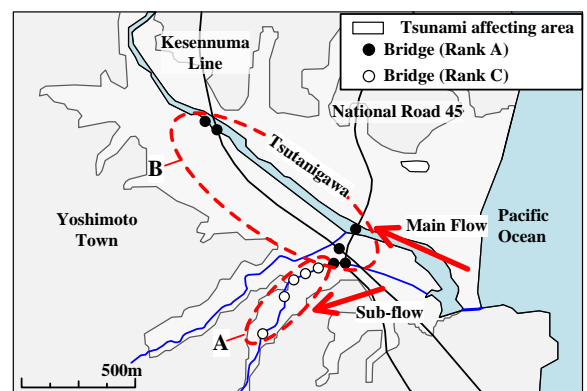 Tsunami affecting area
Bridge (Rank A)
Bridge (Rank C)
Kesennuma
Line
National Road 45
Tsutanigawa
B
Yoshimoto
Town
Main Flow
Pacific
Ocean
Sub-flow
A
500m